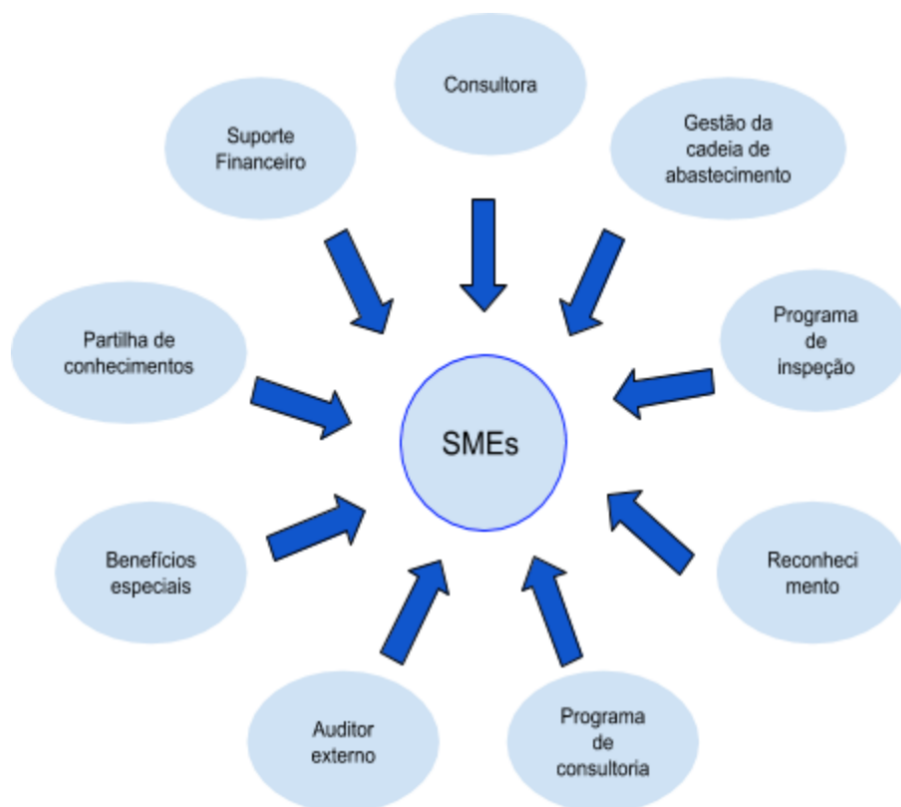 Consultora
Suporte
Financeiro
Gestão da
cadeia de
abastecimento
Partilha de
conhecimentos
Programa
de
inspeção
SMEs
Benefícios
especiais
Reconheci
mento
Auditor
externo
Programa
de
consultoria